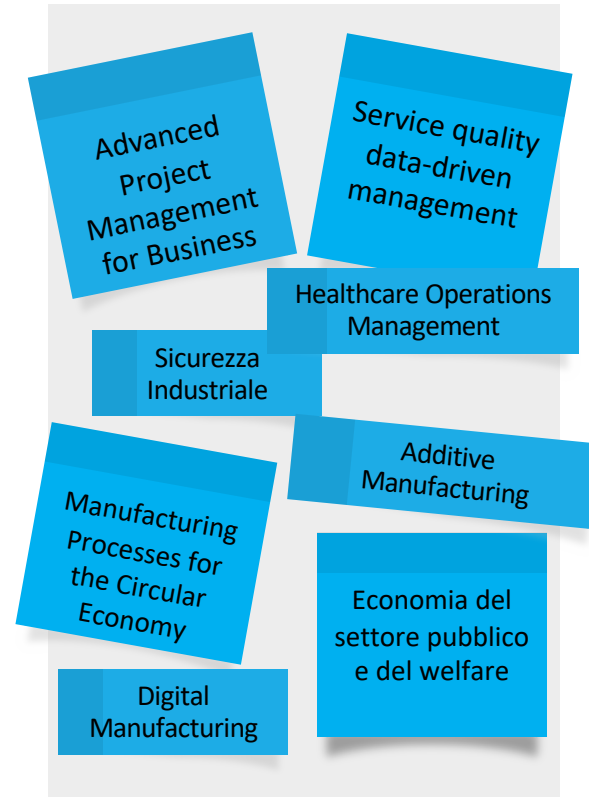 Advanced
Project
Management
for Business
Service quality
data-driven
management
Healthcare Operations
Management
Sicurezza
Industriale
Additive
Manufacturing
Manufacturing
Processes for
the Circular
Economy
Economia del
settore pubblico
e del welfare
Digital
Manufacturing